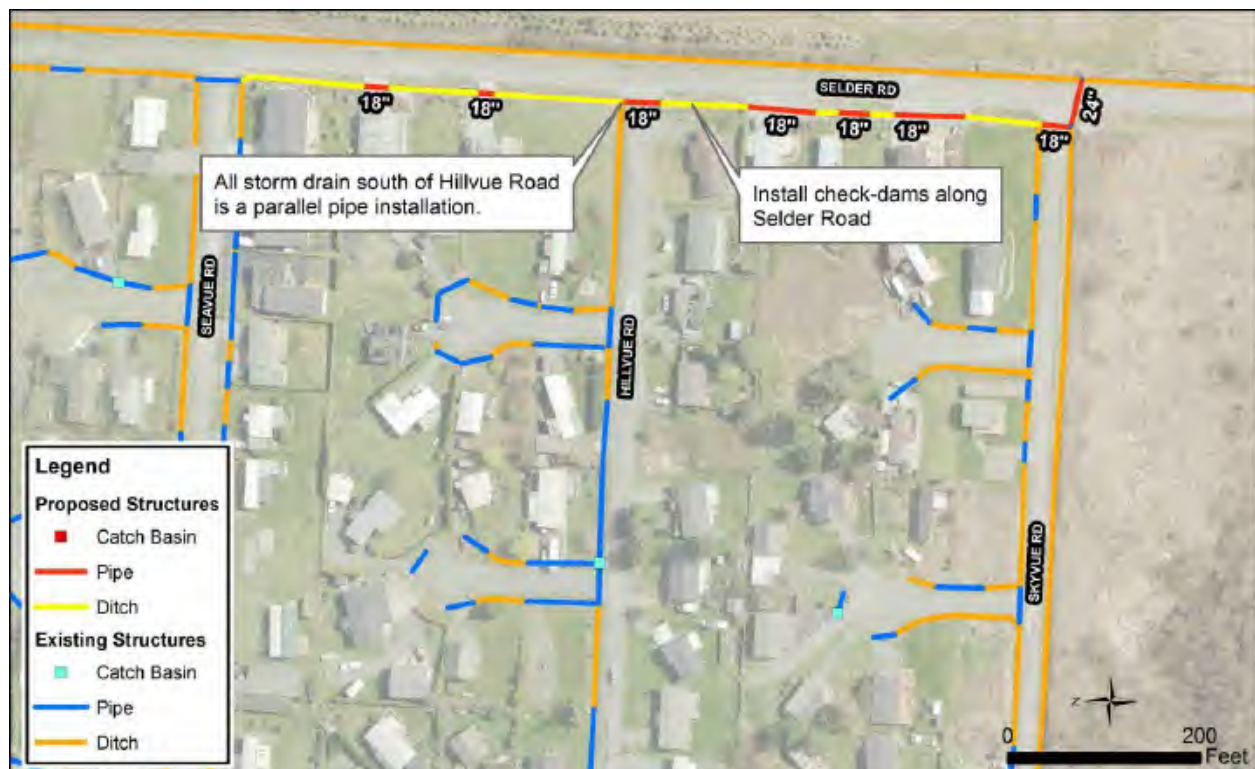 SELDER RD
24"
18"
18"
18"
18"
18"
18"
18"
All storm drain south of Hillvue Road
is a parallel pipe installation.
Install check-dams along
Selder Road
SEAVUE RD
HILLVUE RD
SKYVUE RD
Legend
Proposed Structures
Catch Basin
Pipe
Ditch
Existing Structures
Catch Basin
Pipe
Ditch
z
0 200
Feet